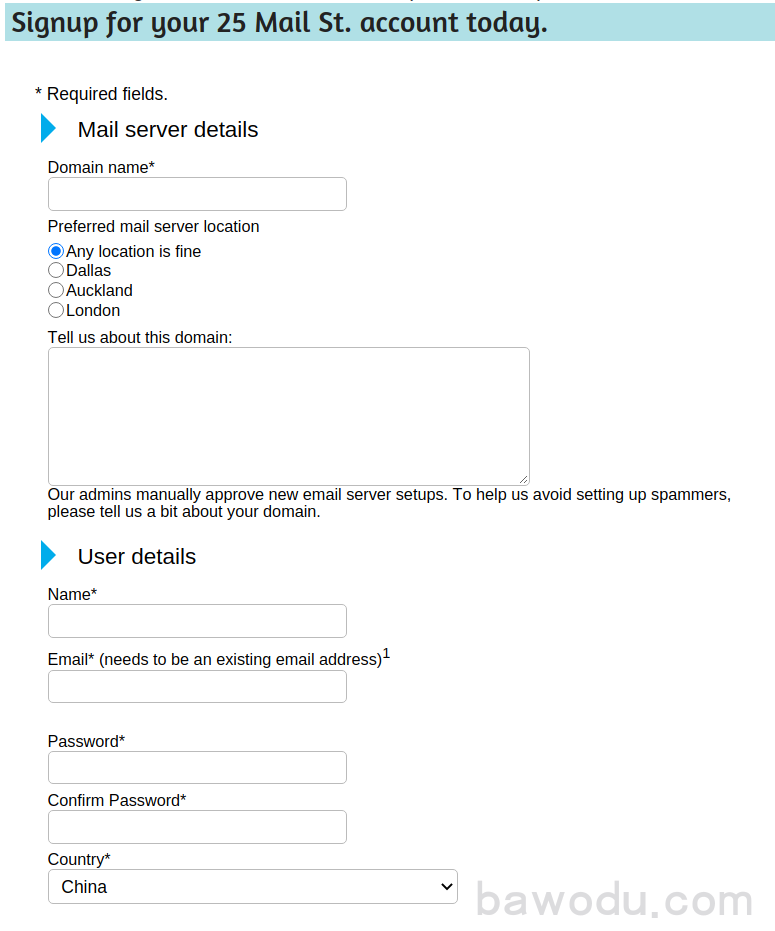 Signup for your 25 Mail St. account today.
* Required fields.
Mail server details
Domain name*
Preferred mail server location
Any location is fine
Dallas
Auckland
London
Tell us about this domain:
Our admins manually approve new email server setups. To help us avoid setting up spammers,
please tell us a bit about your domain.
User details
Name*
Email* (needs to be an existing email address)1
Password*
Confirm Password*
Country*
China
bawodu.com